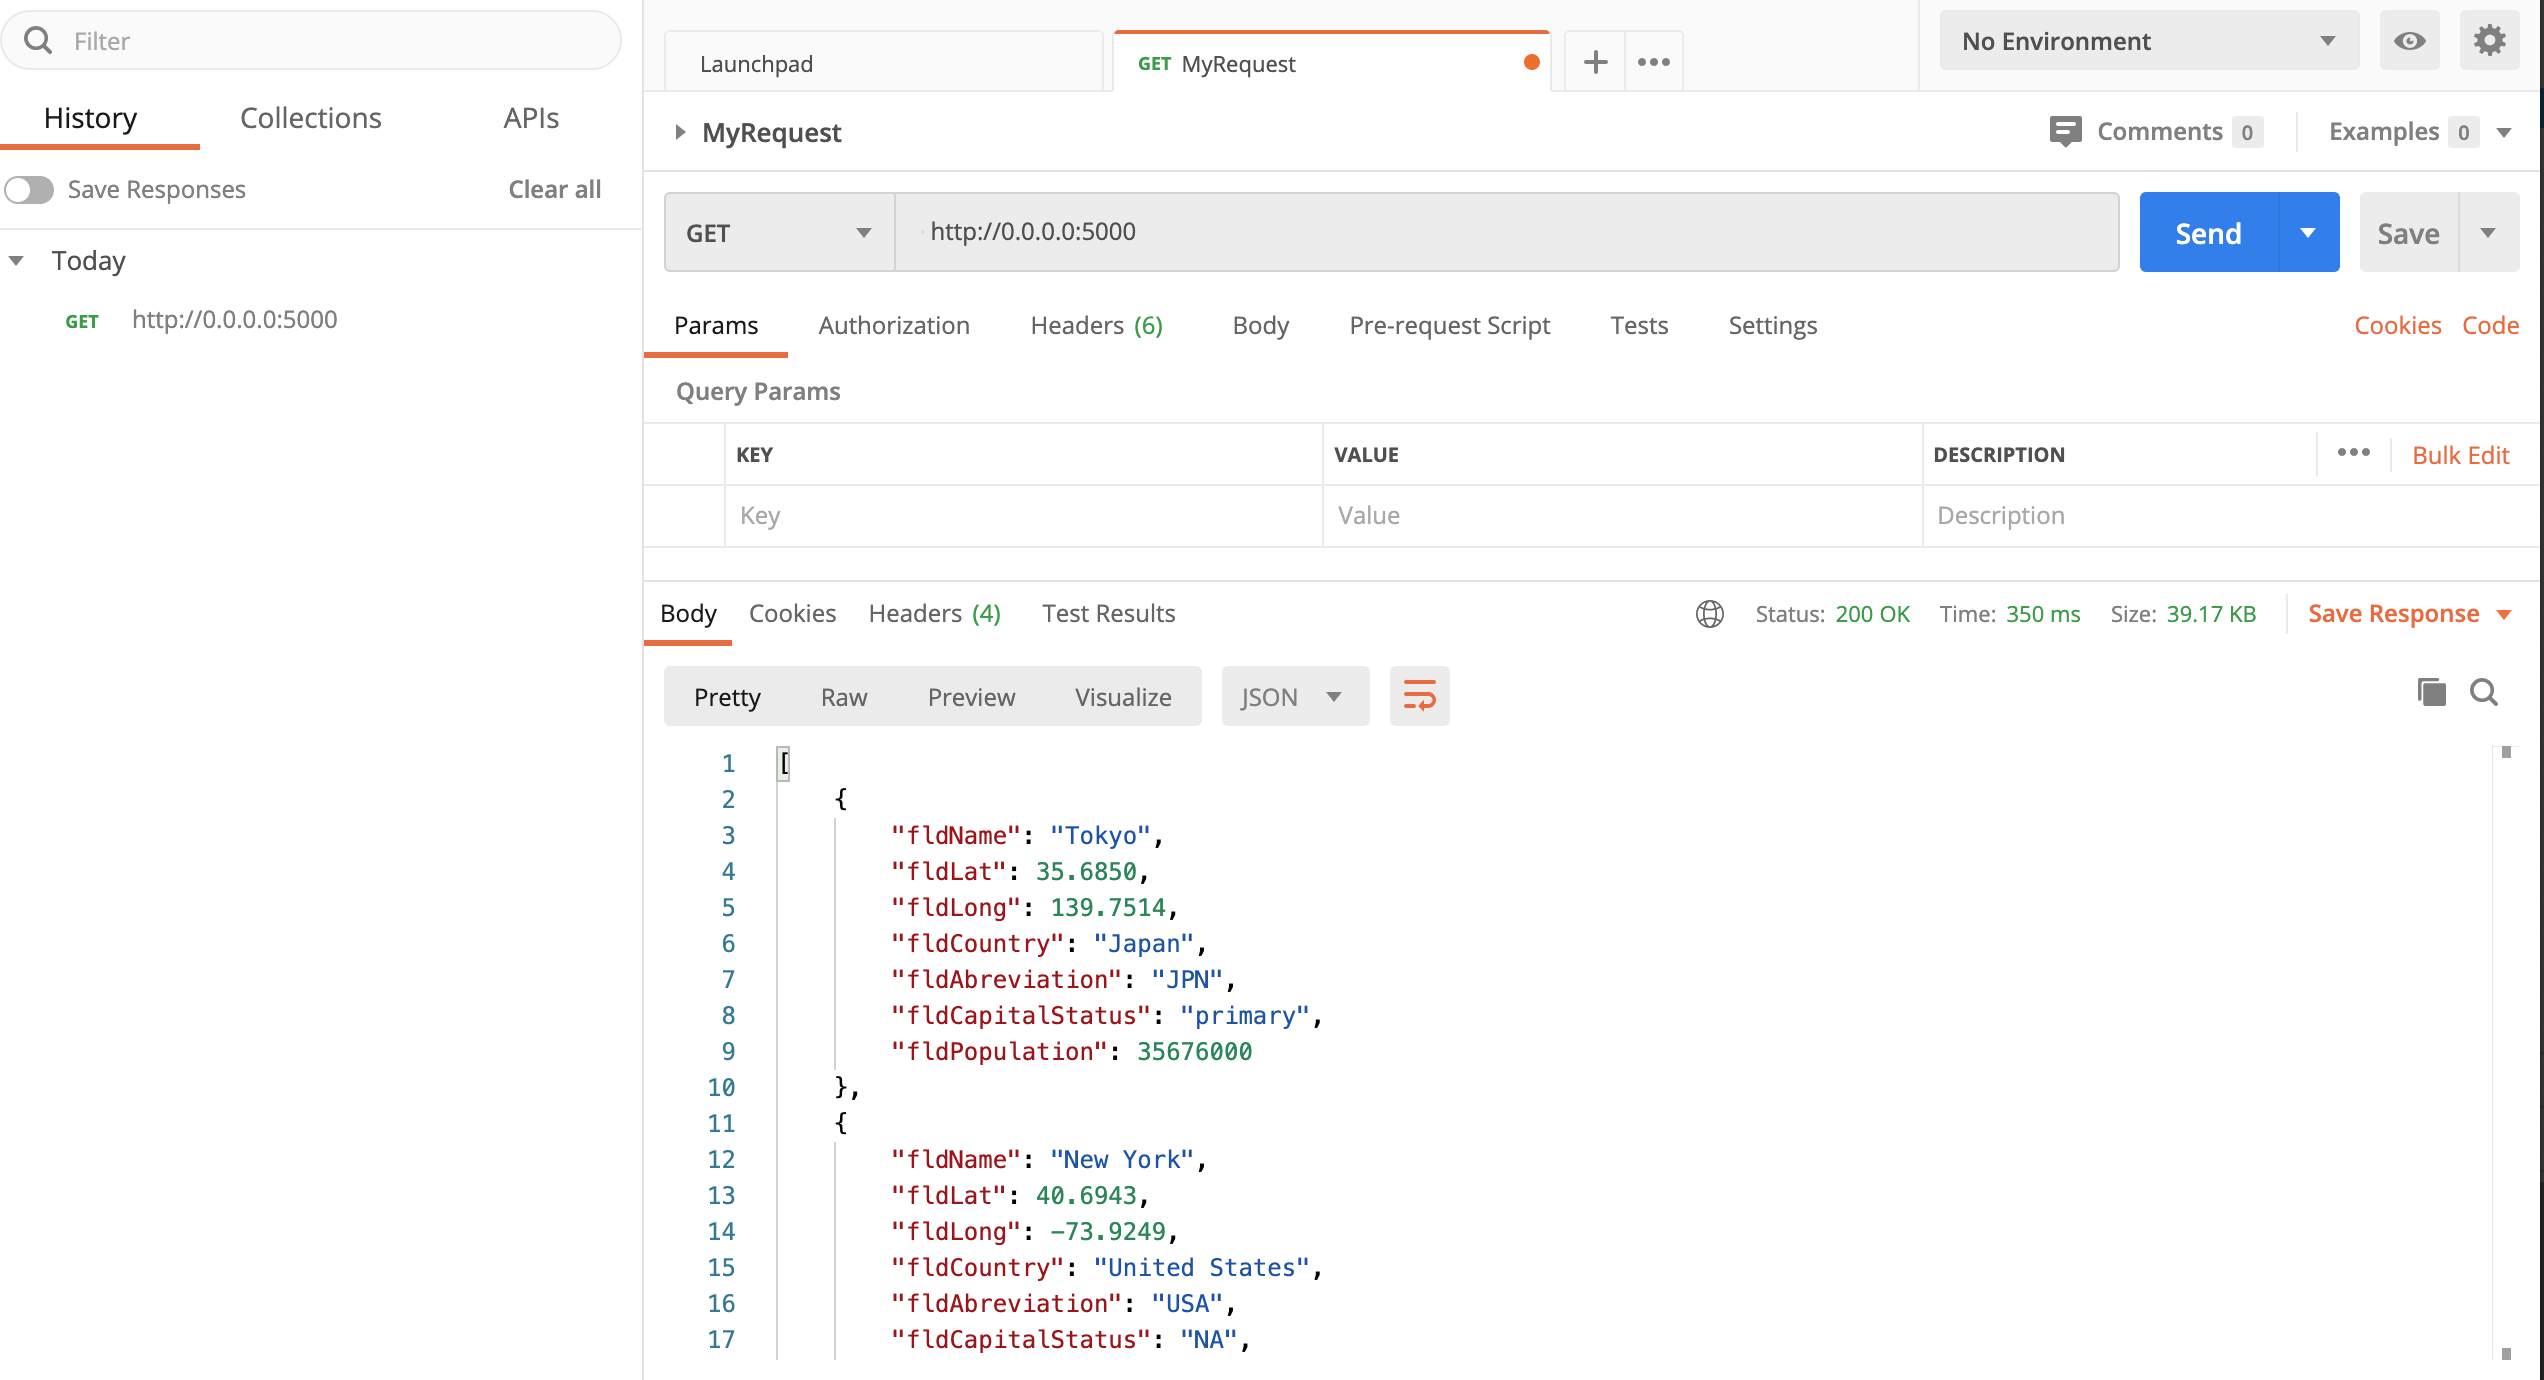 Filter
History Collections APIs
Save Responses Clear all
Today
GET http://0.0.0.0:5000
Launchpad GET MyRequest
No Environment
MyRequest Comments 0 Examples 0
GET http://0.0.0.0:5000 Send Save
Params Authorization Headers (6) Body Pre-request Script Tests Settings Cookies Code
Query Params
KEY VALUE DESCRIPTION Bulk Edit
Key Value Description
Body Cookies Headers (4) Test Results Status: 200 OK Time: 350 ms Size: 39.17 KB Save Response
Pretty Raw Preview Visualize JSON
1 [
2 {
3 "fldName": "Tokyo",
4 "fldLat": 35.6850,
5 "fldLong": 139.7514,
6 "fldCountry": "Japan",
7 "fldAbreviation": "JPN",
8 "fldCapitalStatus": "primary",
9 "fldPopulation": 35676000
10 },
11 {
12 "fldName": "New York",
13 "fldLat": 40.6943,
14 "fldLong": -73.9249,
15 "fldCountry": "United States",
16 "fldAbreviation": "USA",
17 "fldCapitalStatus": "NA",